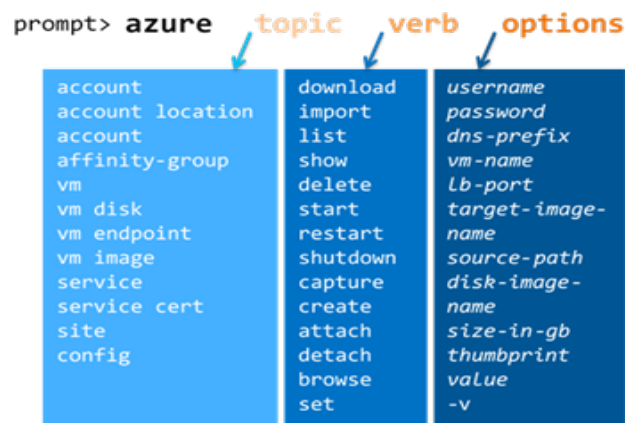 prompt> azure topic verb options
account
account location
account
affinity-group
vm
vm disk
vm endpoint
vm image
service
service cert
site
config
download
import
list
show
delete
start
restart
shutdown
capture
create
attach
detach
browse
set
username
password
dns-prefix
vm-name
lb-port
target-image-
name
source-path
disk-image-
name
size-in-gb
thumbprint
value
-v